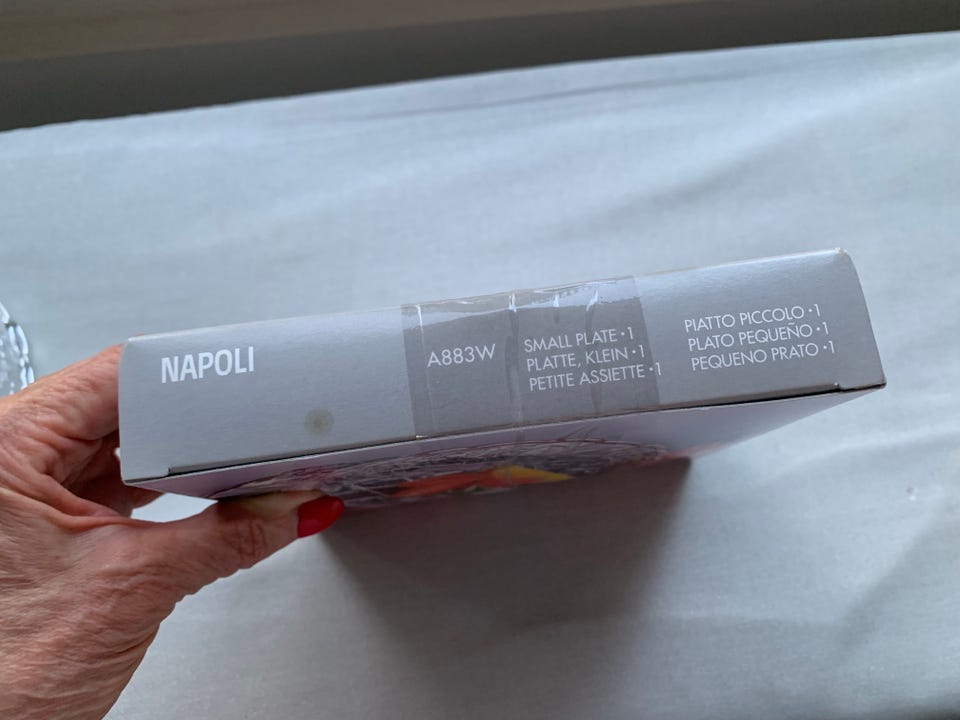 NAPOLI
A883W
SMALL PLATE •1
PLATTE, KLEIN •1
PETITE ASSIETTE •1
PIATTO PICCOLO •1
PLATO PEQUEÑO •1
PEQUENO PRATO •1